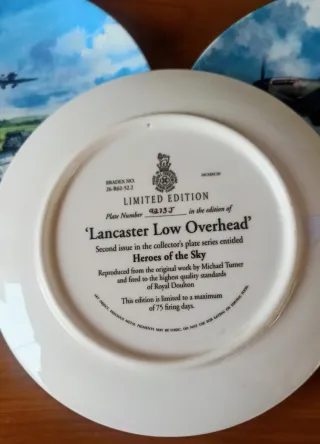 BRADEX NO.
26-R62-52.2
LIMITED EDITION
Plate Number 9273J in the edition of
'Lancaster Low Overhead'
Second issue in the collector's plate series entitled
Heroes of the Sky
Reproduced from the original work by Michael Turner
and fired to the highest quality standards
of Royal Doulton
This edition is limited to a maximum
of 75 firing days.